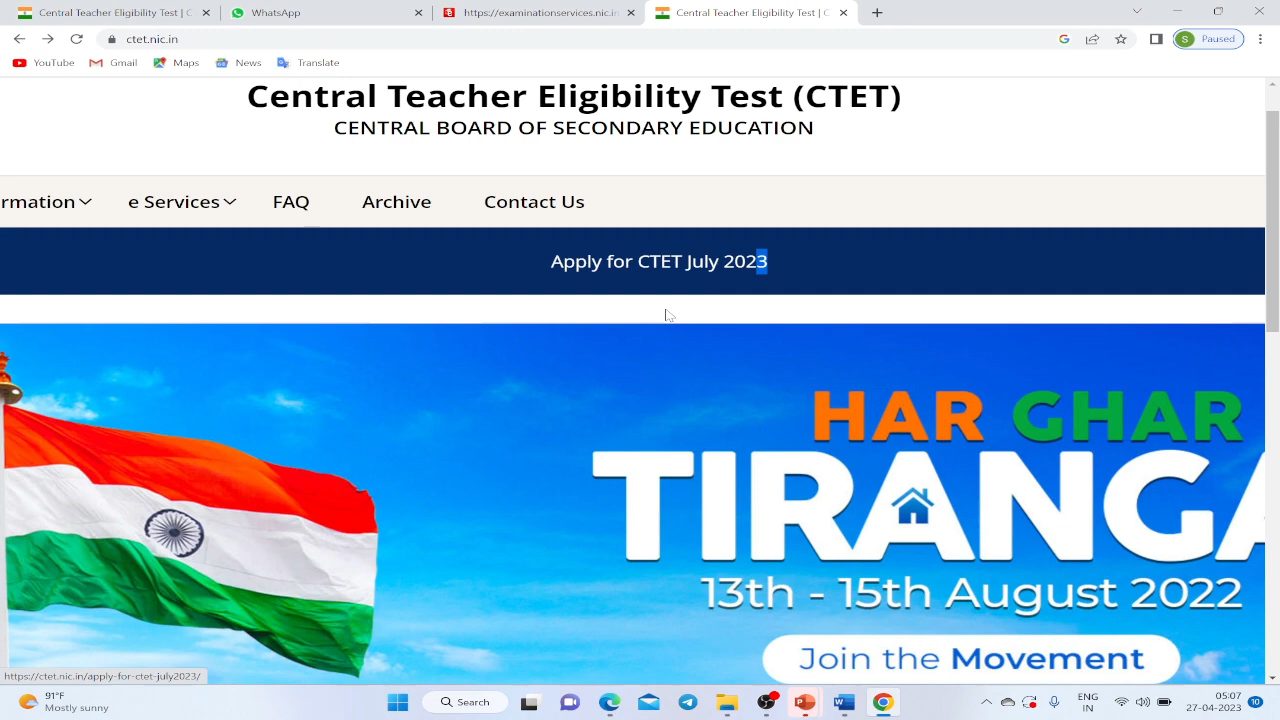 Central Teacher Eligibility Test | C
WhatsApp
https://examinationservices.nic.in
Central Teacher Eligibility Test | C
ctet.nic.in
S Paused
YouTube Gmail Maps News Translate
Central Teacher Eligibility Test (CTET)
CENTRAL BOARD OF SECONDARY EDUCATION
rmation e Services FAQ Archive Contact Us
Apply for CTET July 2023
HAR GHAR
TIRANGA
13th - 15th August 2022
Join the Movement
https://ctet.nic.in/apply-for-ctet-july2023/
91°F
Mostly sunny
Search
ENG
IN
05:07
27-04-2023
10